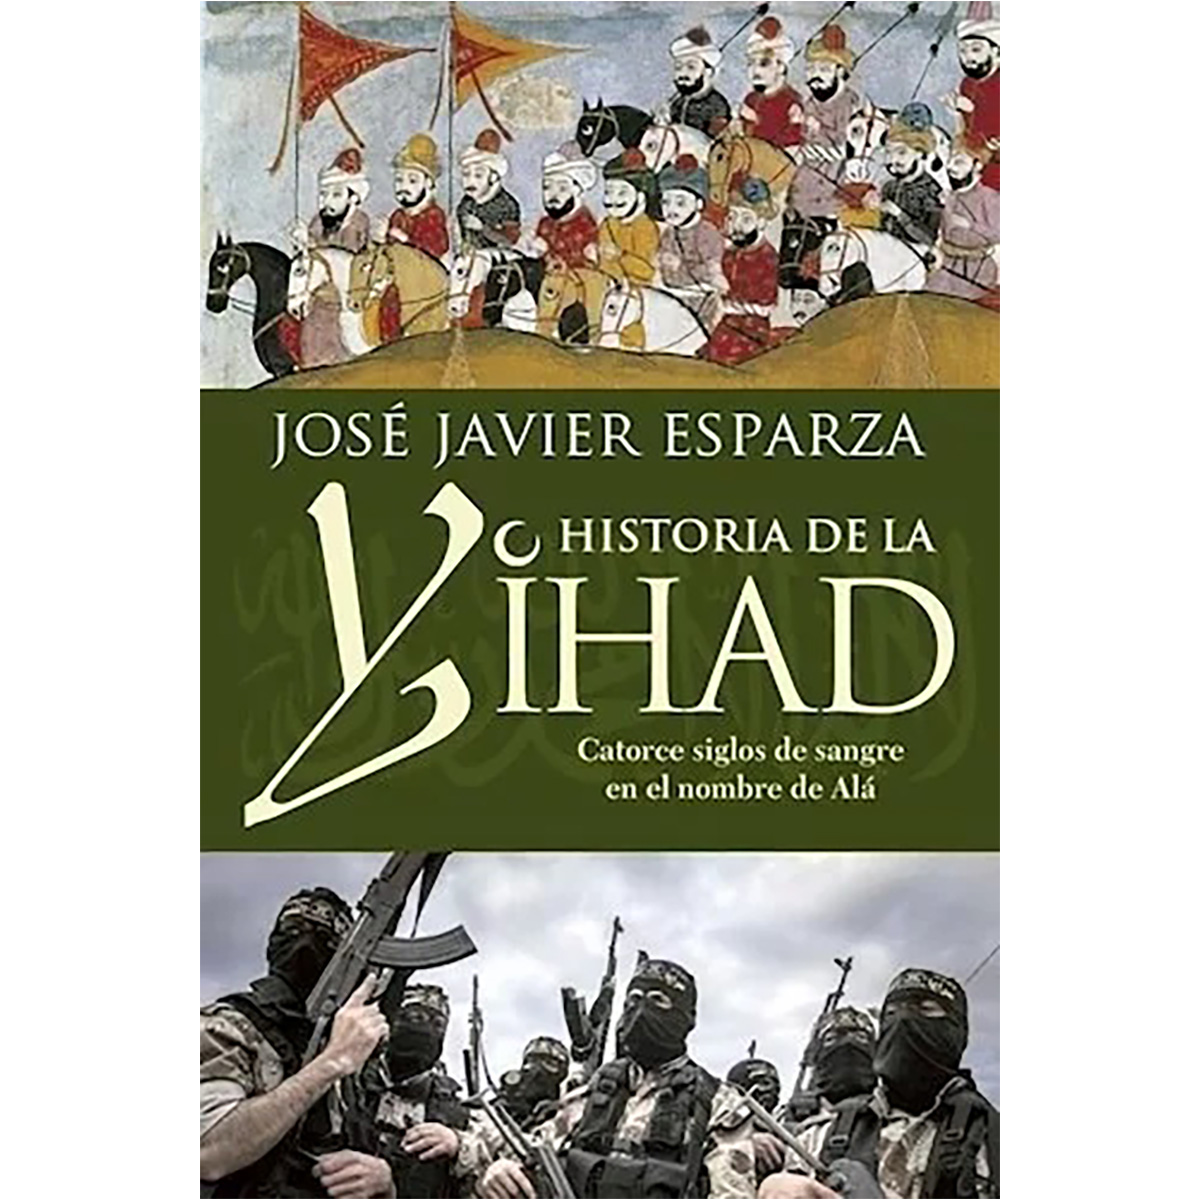 JOSÉ JAVIER ESPARZA
HISTORIA DE LA
YIHAD
Catorce siglos de sangre
en el nombre de Alá